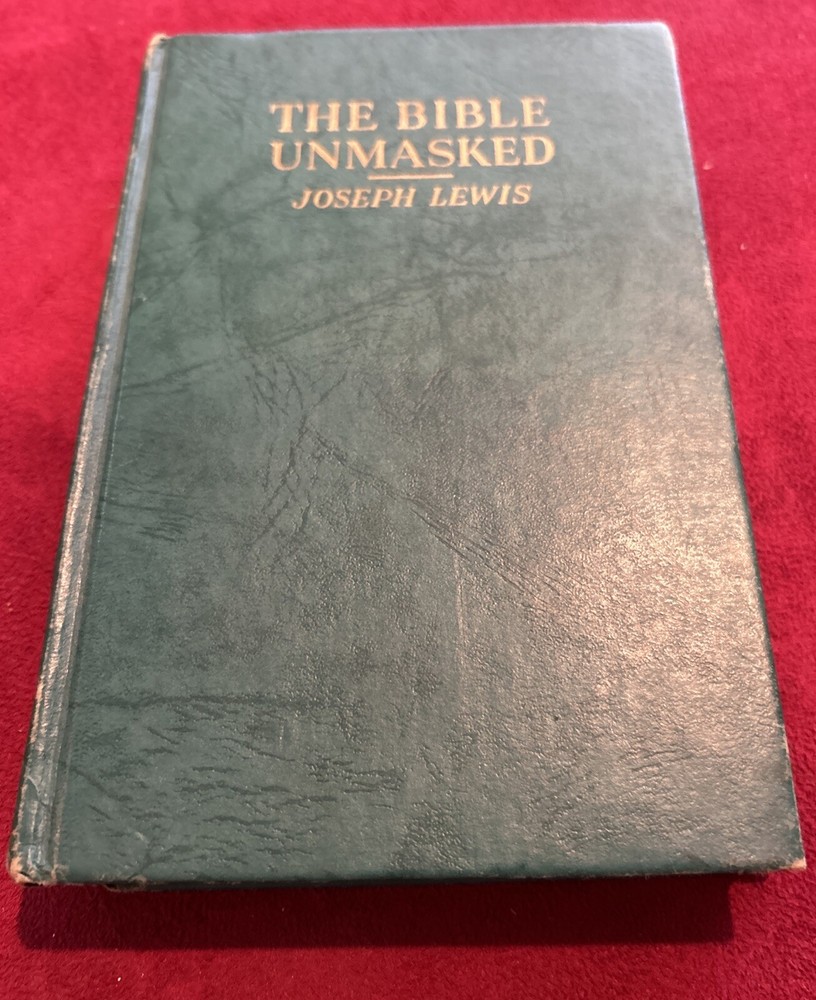 THE BIBLE
UNMASKED
JOSEPH LEWIS